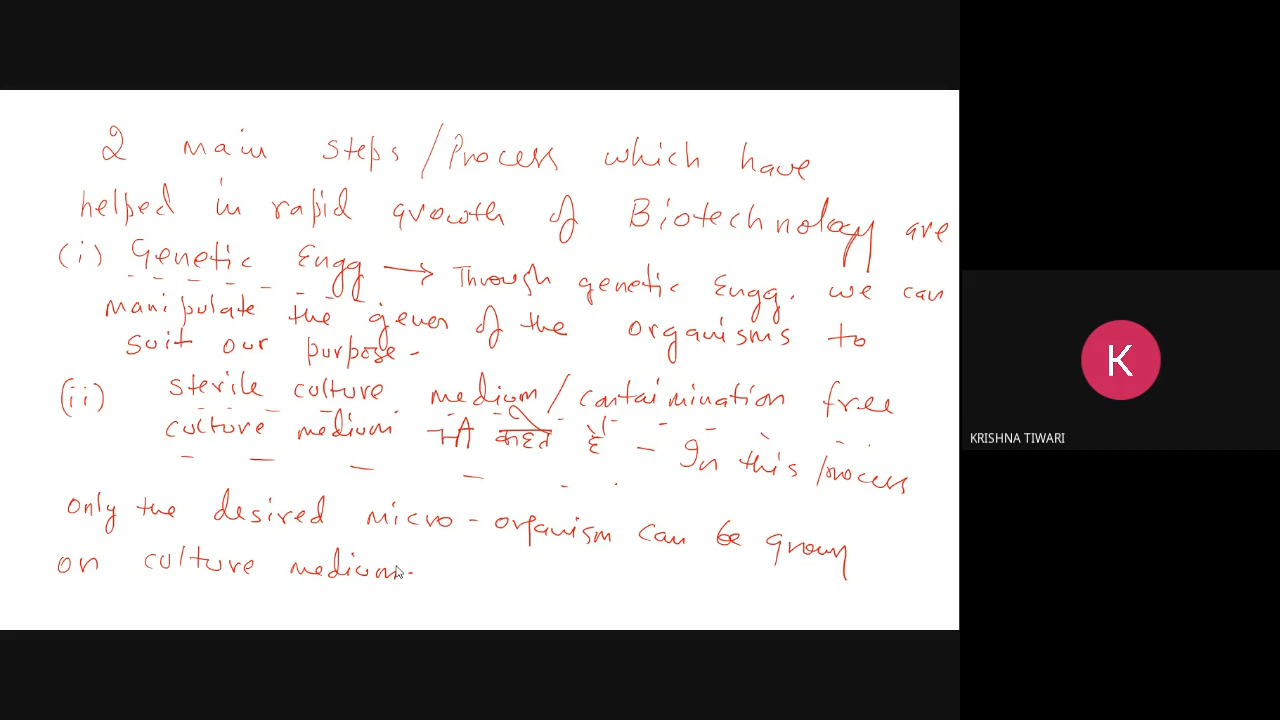 2 main steps / Process which have
helped in rapid growth of Biotechnology are
(i) Genetic Engg → Through genetic Engg. we can
manipulate the genes of the organisms to
suit our purpose.
(ii) sterile culture medium / contaimination free
culture medium भी कहते हैं - In this process
only the desired micro-organism can be grown
on culture medium.
K
KRISHNA TIWARI